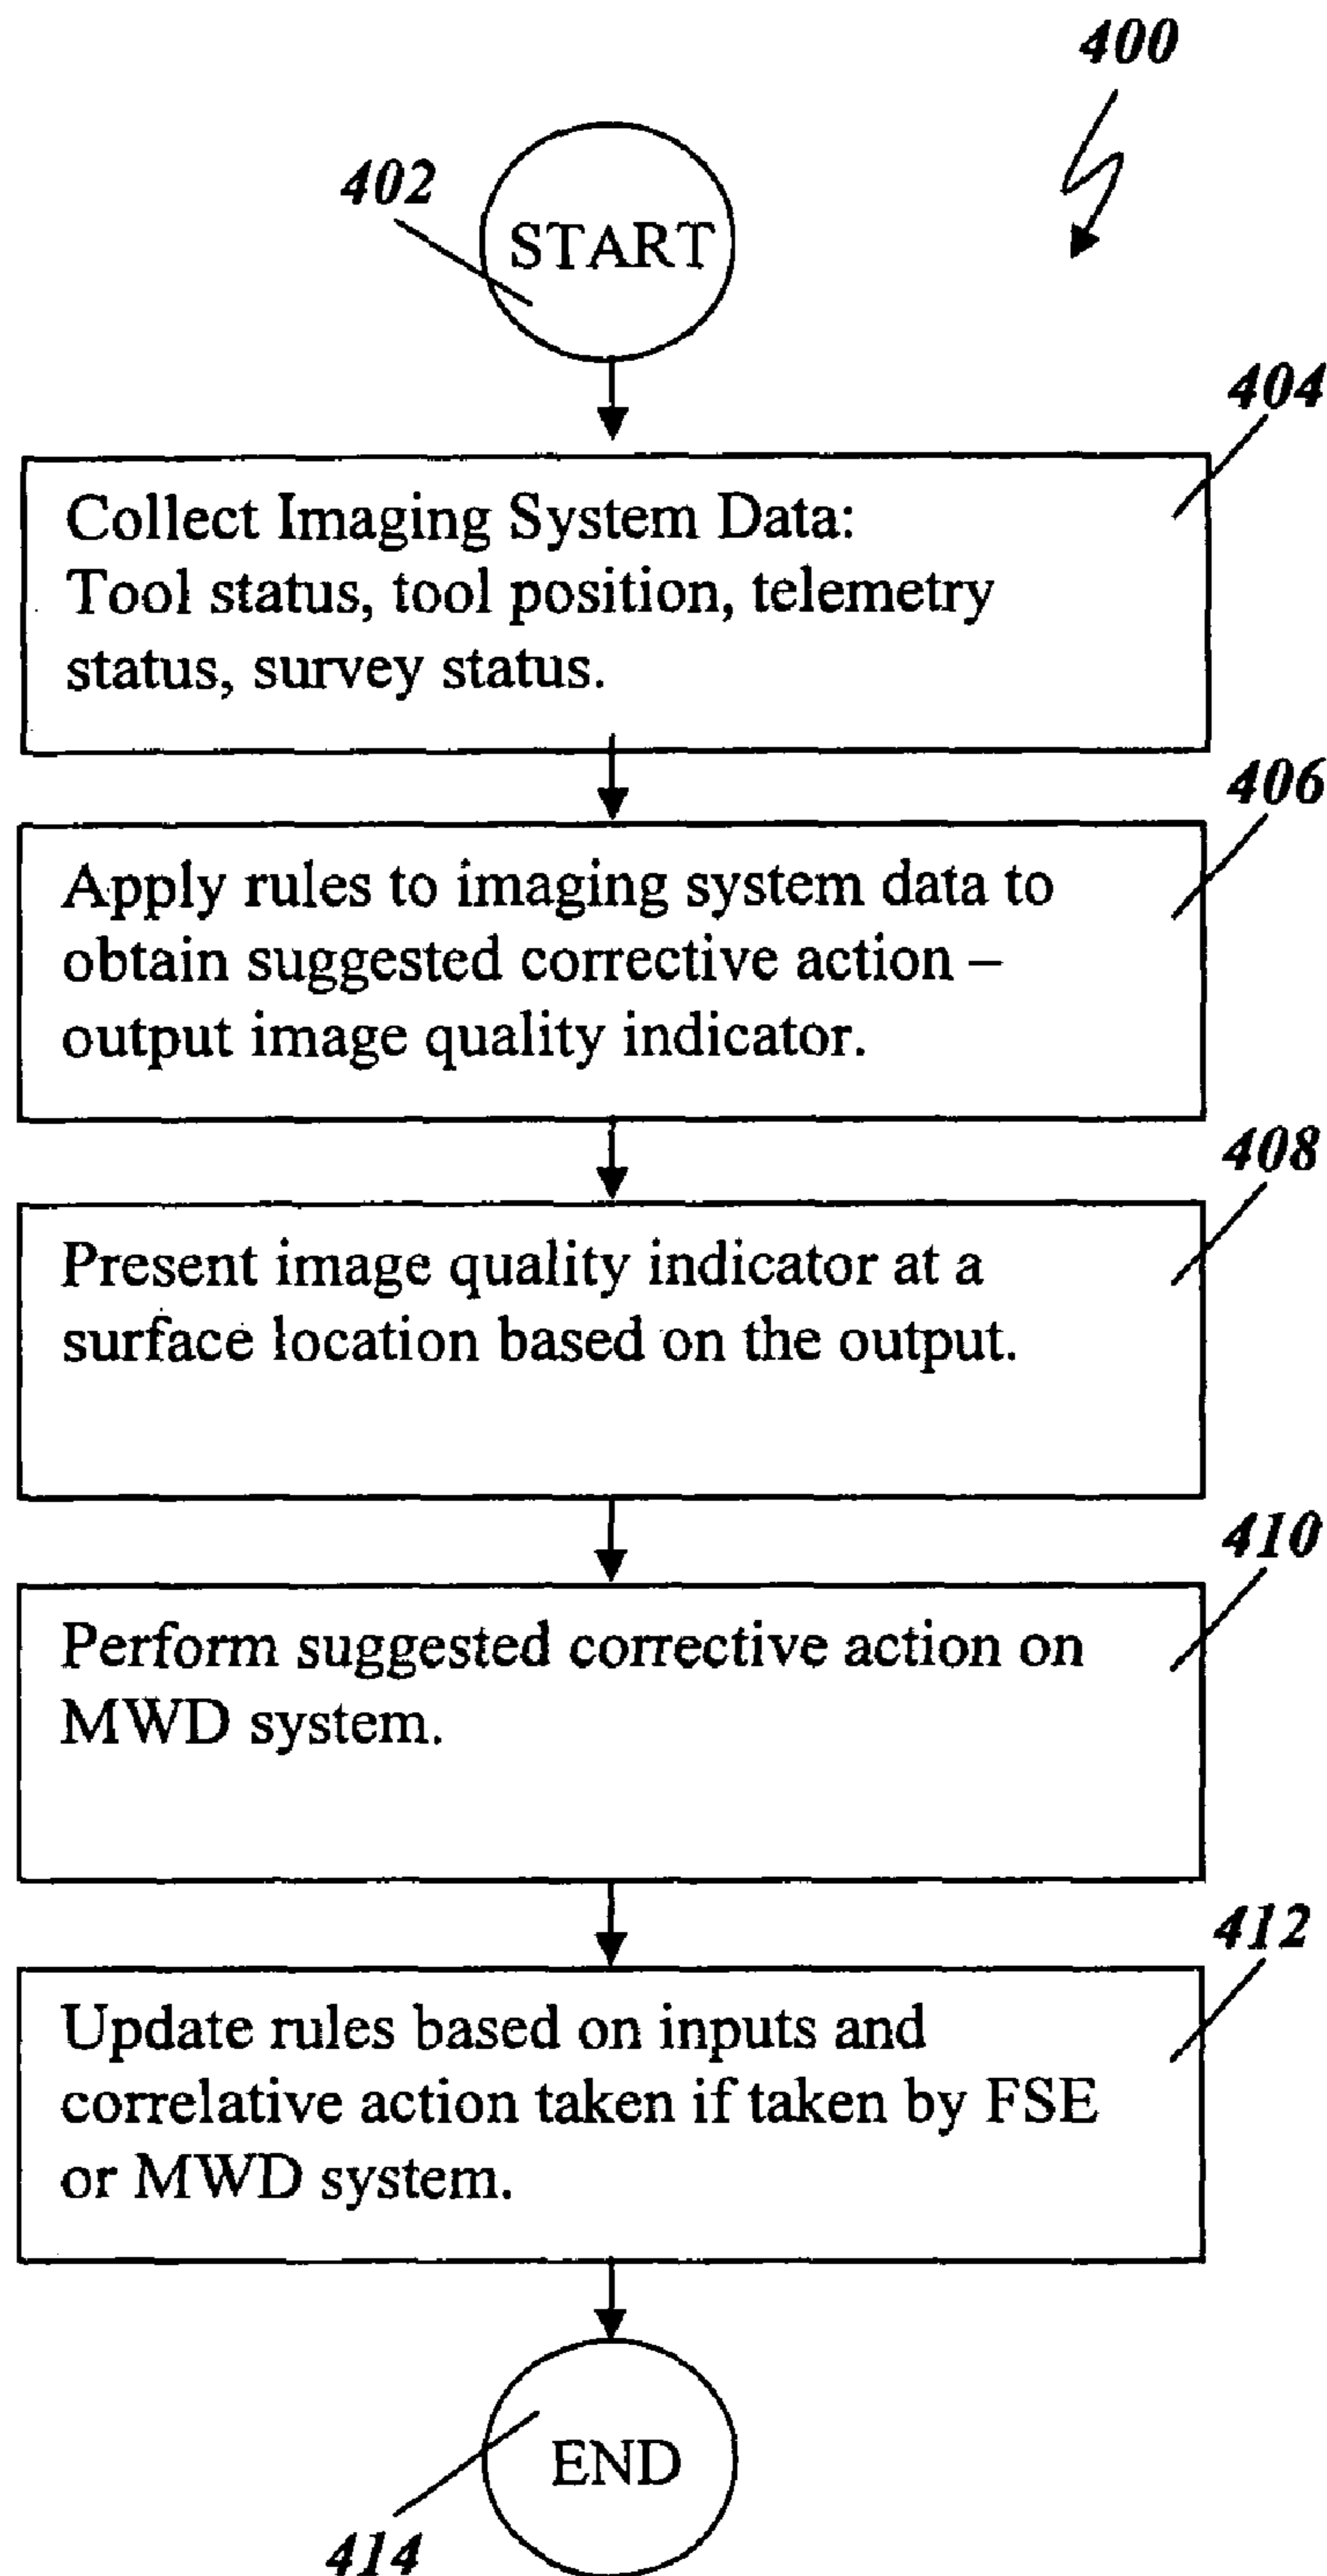 400
402
START
404
Collect Imaging System Data:
Tool status, tool position, telemetry
status, survey status.
406
Apply rules to imaging system data to
obtain suggested corrective action –
output image quality indicator.
408
Present image quality indicator at a
surface location based on the output.
410
Perform suggested corrective action on
MWD system.
412
Update rules based on inputs and
correlative action taken if taken by FSE
or MWD system.
END
414